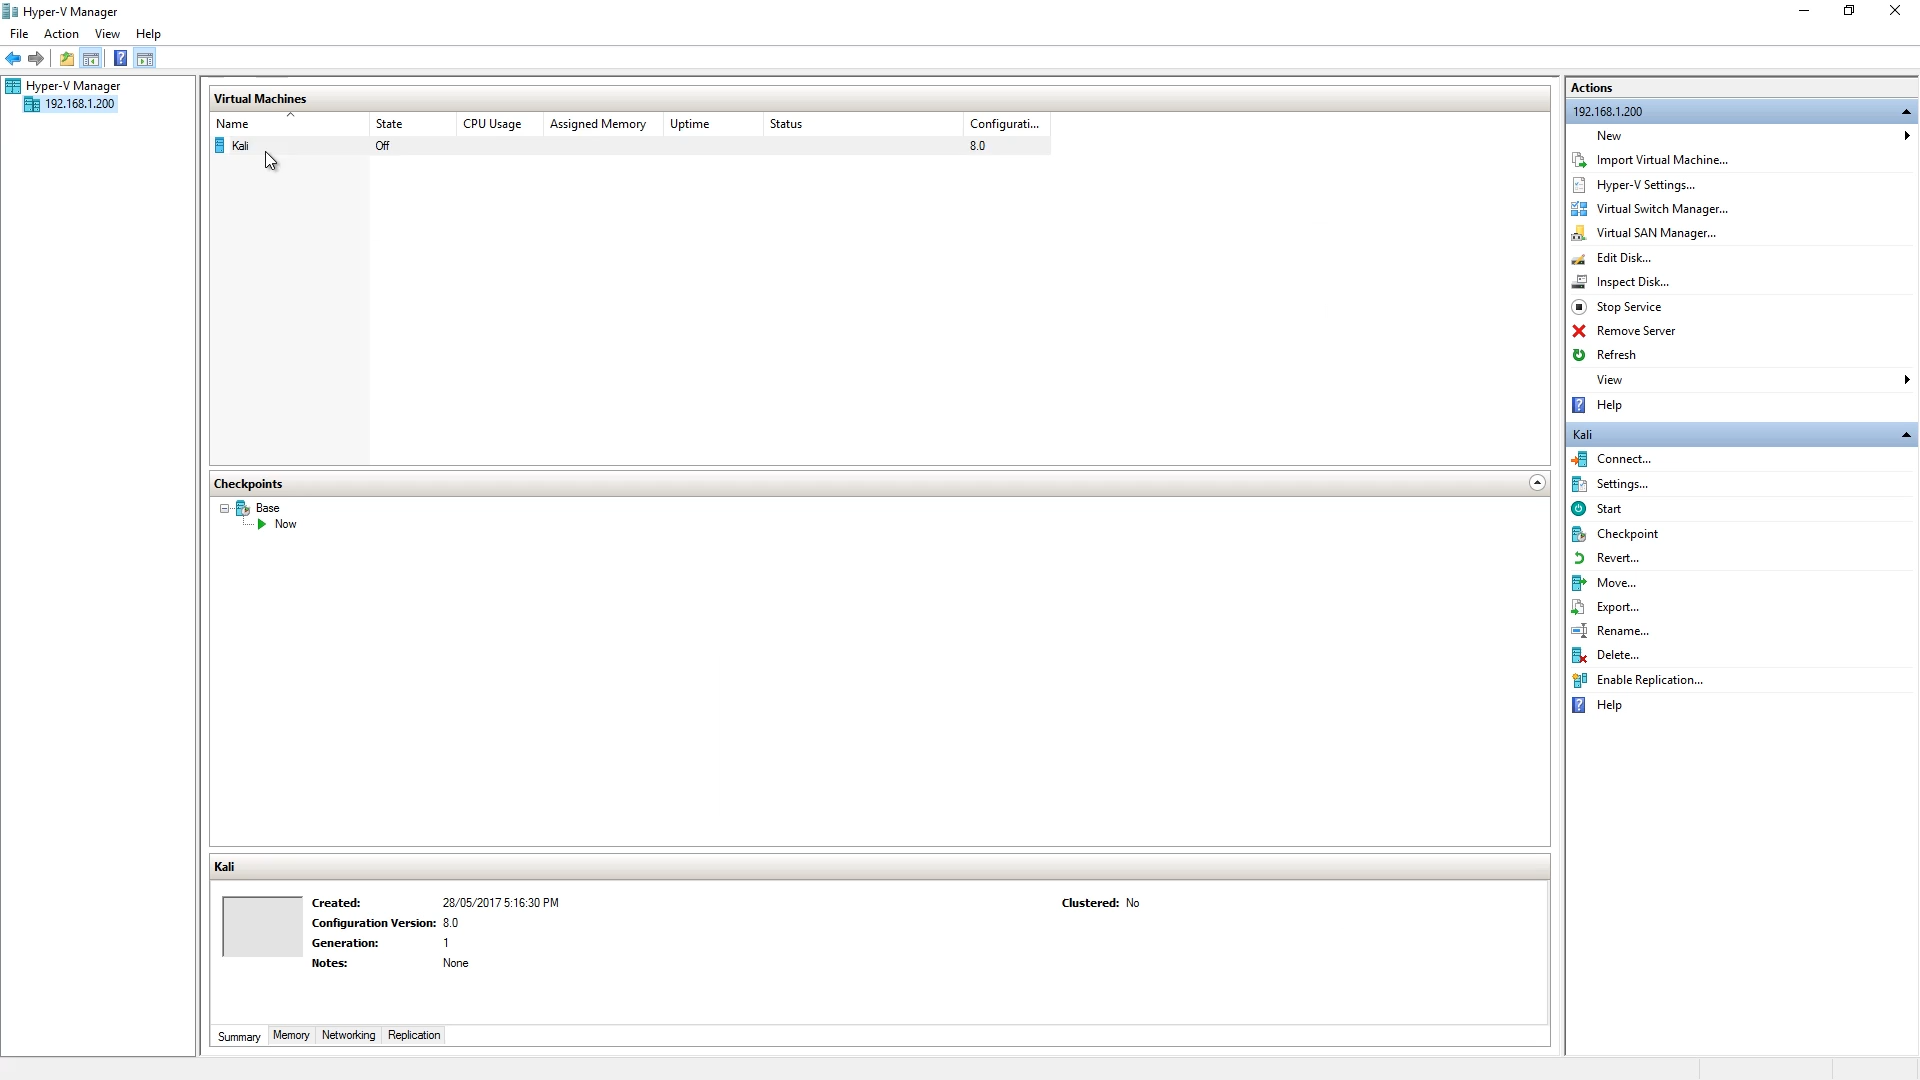 Hyper-V Manager
File Action View Help
Hyper-V Manager
192.168.1.200
Virtual Machines
Name State CPU Usage Assigned Memory Uptime Status Configurati...
Kali Off 8.0
Checkpoints
Base
Now
Kali
Created: 28/05/2017 5:16:30 PM Clustered: No
Configuration Version: 8.0
Generation: 1
Notes: None
Summary Memory Networking Replication
Actions
192.168.1.200
New
Import Virtual Machine...
Hyper-V Settings...
Virtual Switch Manager...
Virtual SAN Manager...
Edit Disk...
Inspect Disk...
Stop Service
Remove Server
Refresh
View
Help
Kali
Connect...
Settings...
Start
Checkpoint
Revert...
Move...
Export...
Rename...
Delete...
Enable Replication...
Help